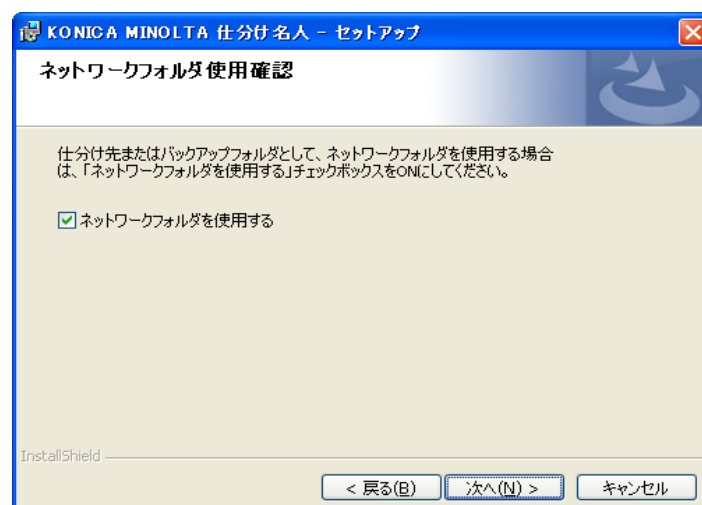 KONICA MINOLTA 仕分け名人 - セットアップ
ネットワークフォルダ使用確認
仕分け先またはバックアップフォルダとして、ネットワークフォルダを使用する場合
は、「ネットワークフォルダを使用する」チェックボックスをONにしてください。
ネットワークフォルダを使用する
InstallShield
< 戻る(B) 次へ(N) > キャンセル